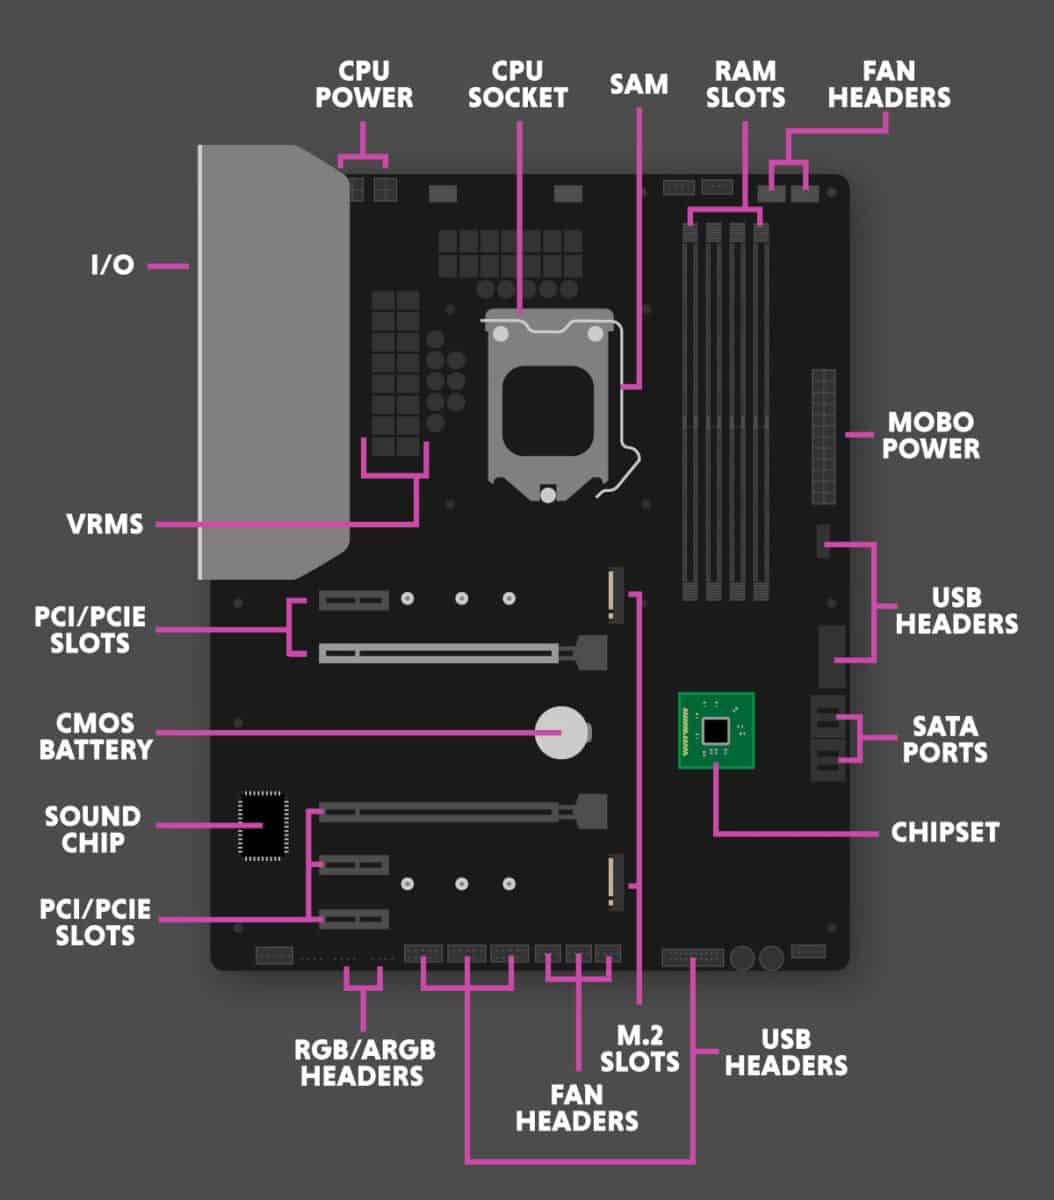 CPU
POWER
CPU
SOCKET
SAM
RAM
SLOTS
FAN
HEADERS
I/O
MOBO
POWER
VRMS
PCI/PCIE
SLOTS
USB
HEADERS
CMOS
BATTERY
SATA
PORTS
SOUND
CHIP
CHIPSET
PCI/PCIE
SLOTS
RGB/ARGB
HEADERS
M.2
SLOTS
USB
HEADERS
FAN
HEADERS